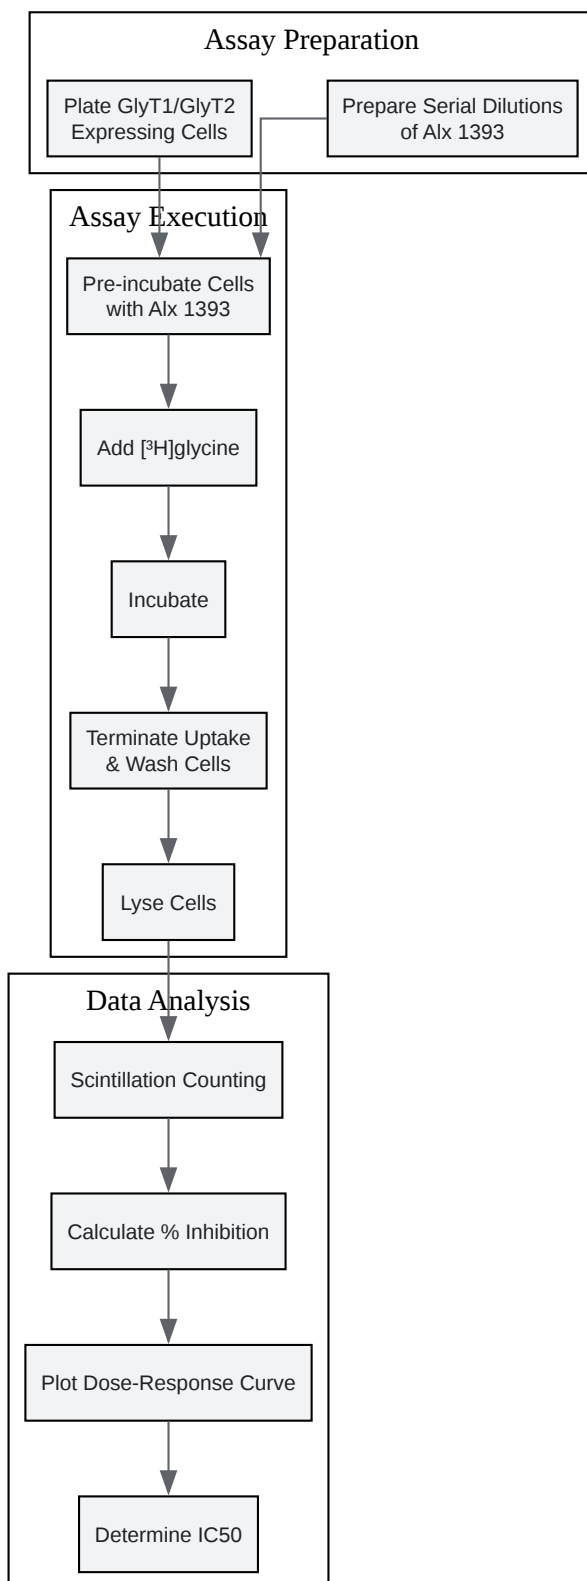 Assay Preparation
Plate GlyT1/GlyT2
Expressing Cells
Prepare Serial Dilutions
of Alx 1393
Assay Execution
Pre-incubate Cells
with Alx 1393
Add [³H]glycine
Incubate
Terminate Uptake
& Wash Cells
Lyse Cells
Data Analysis
Scintillation Counting
Calculate % Inhibition
Plot Dose-Response Curve
Determine IC50